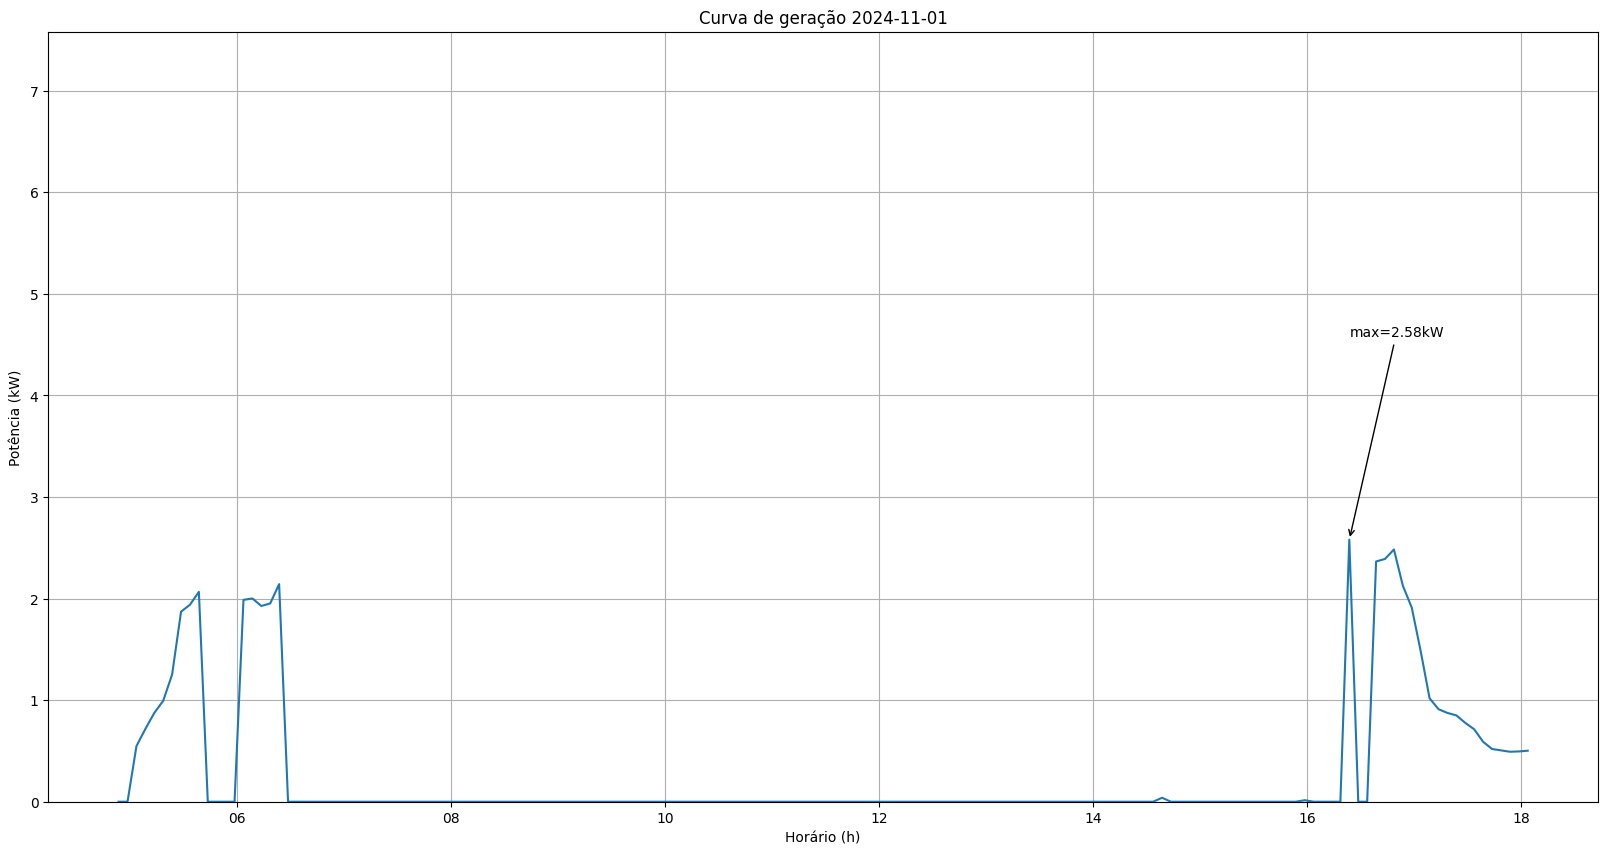 Curva de geração 2024-11-01
Potência (kW)
7
6
5
4
3
2
1
0
max=2.58kW
06 08 10 12 14 16 18
Horário (h)